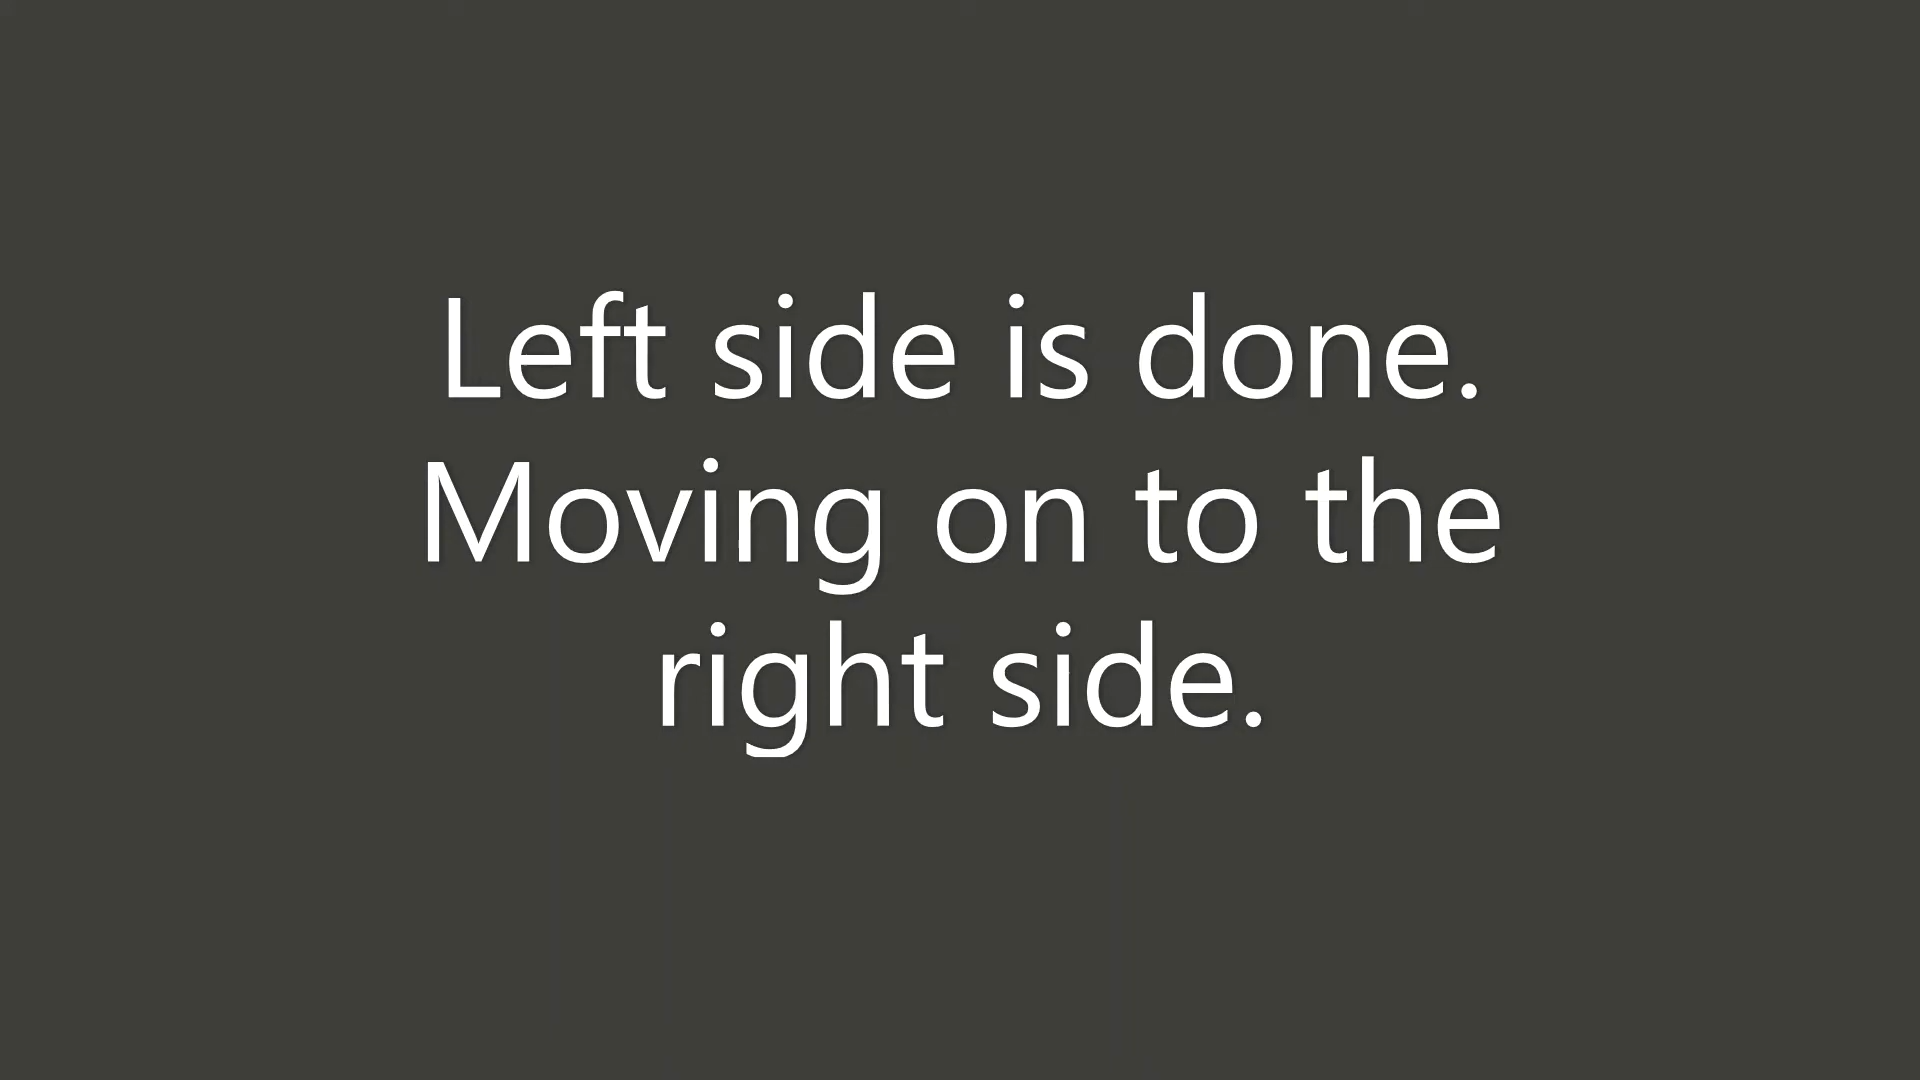 Left side is done.
Moving on to the
right side.